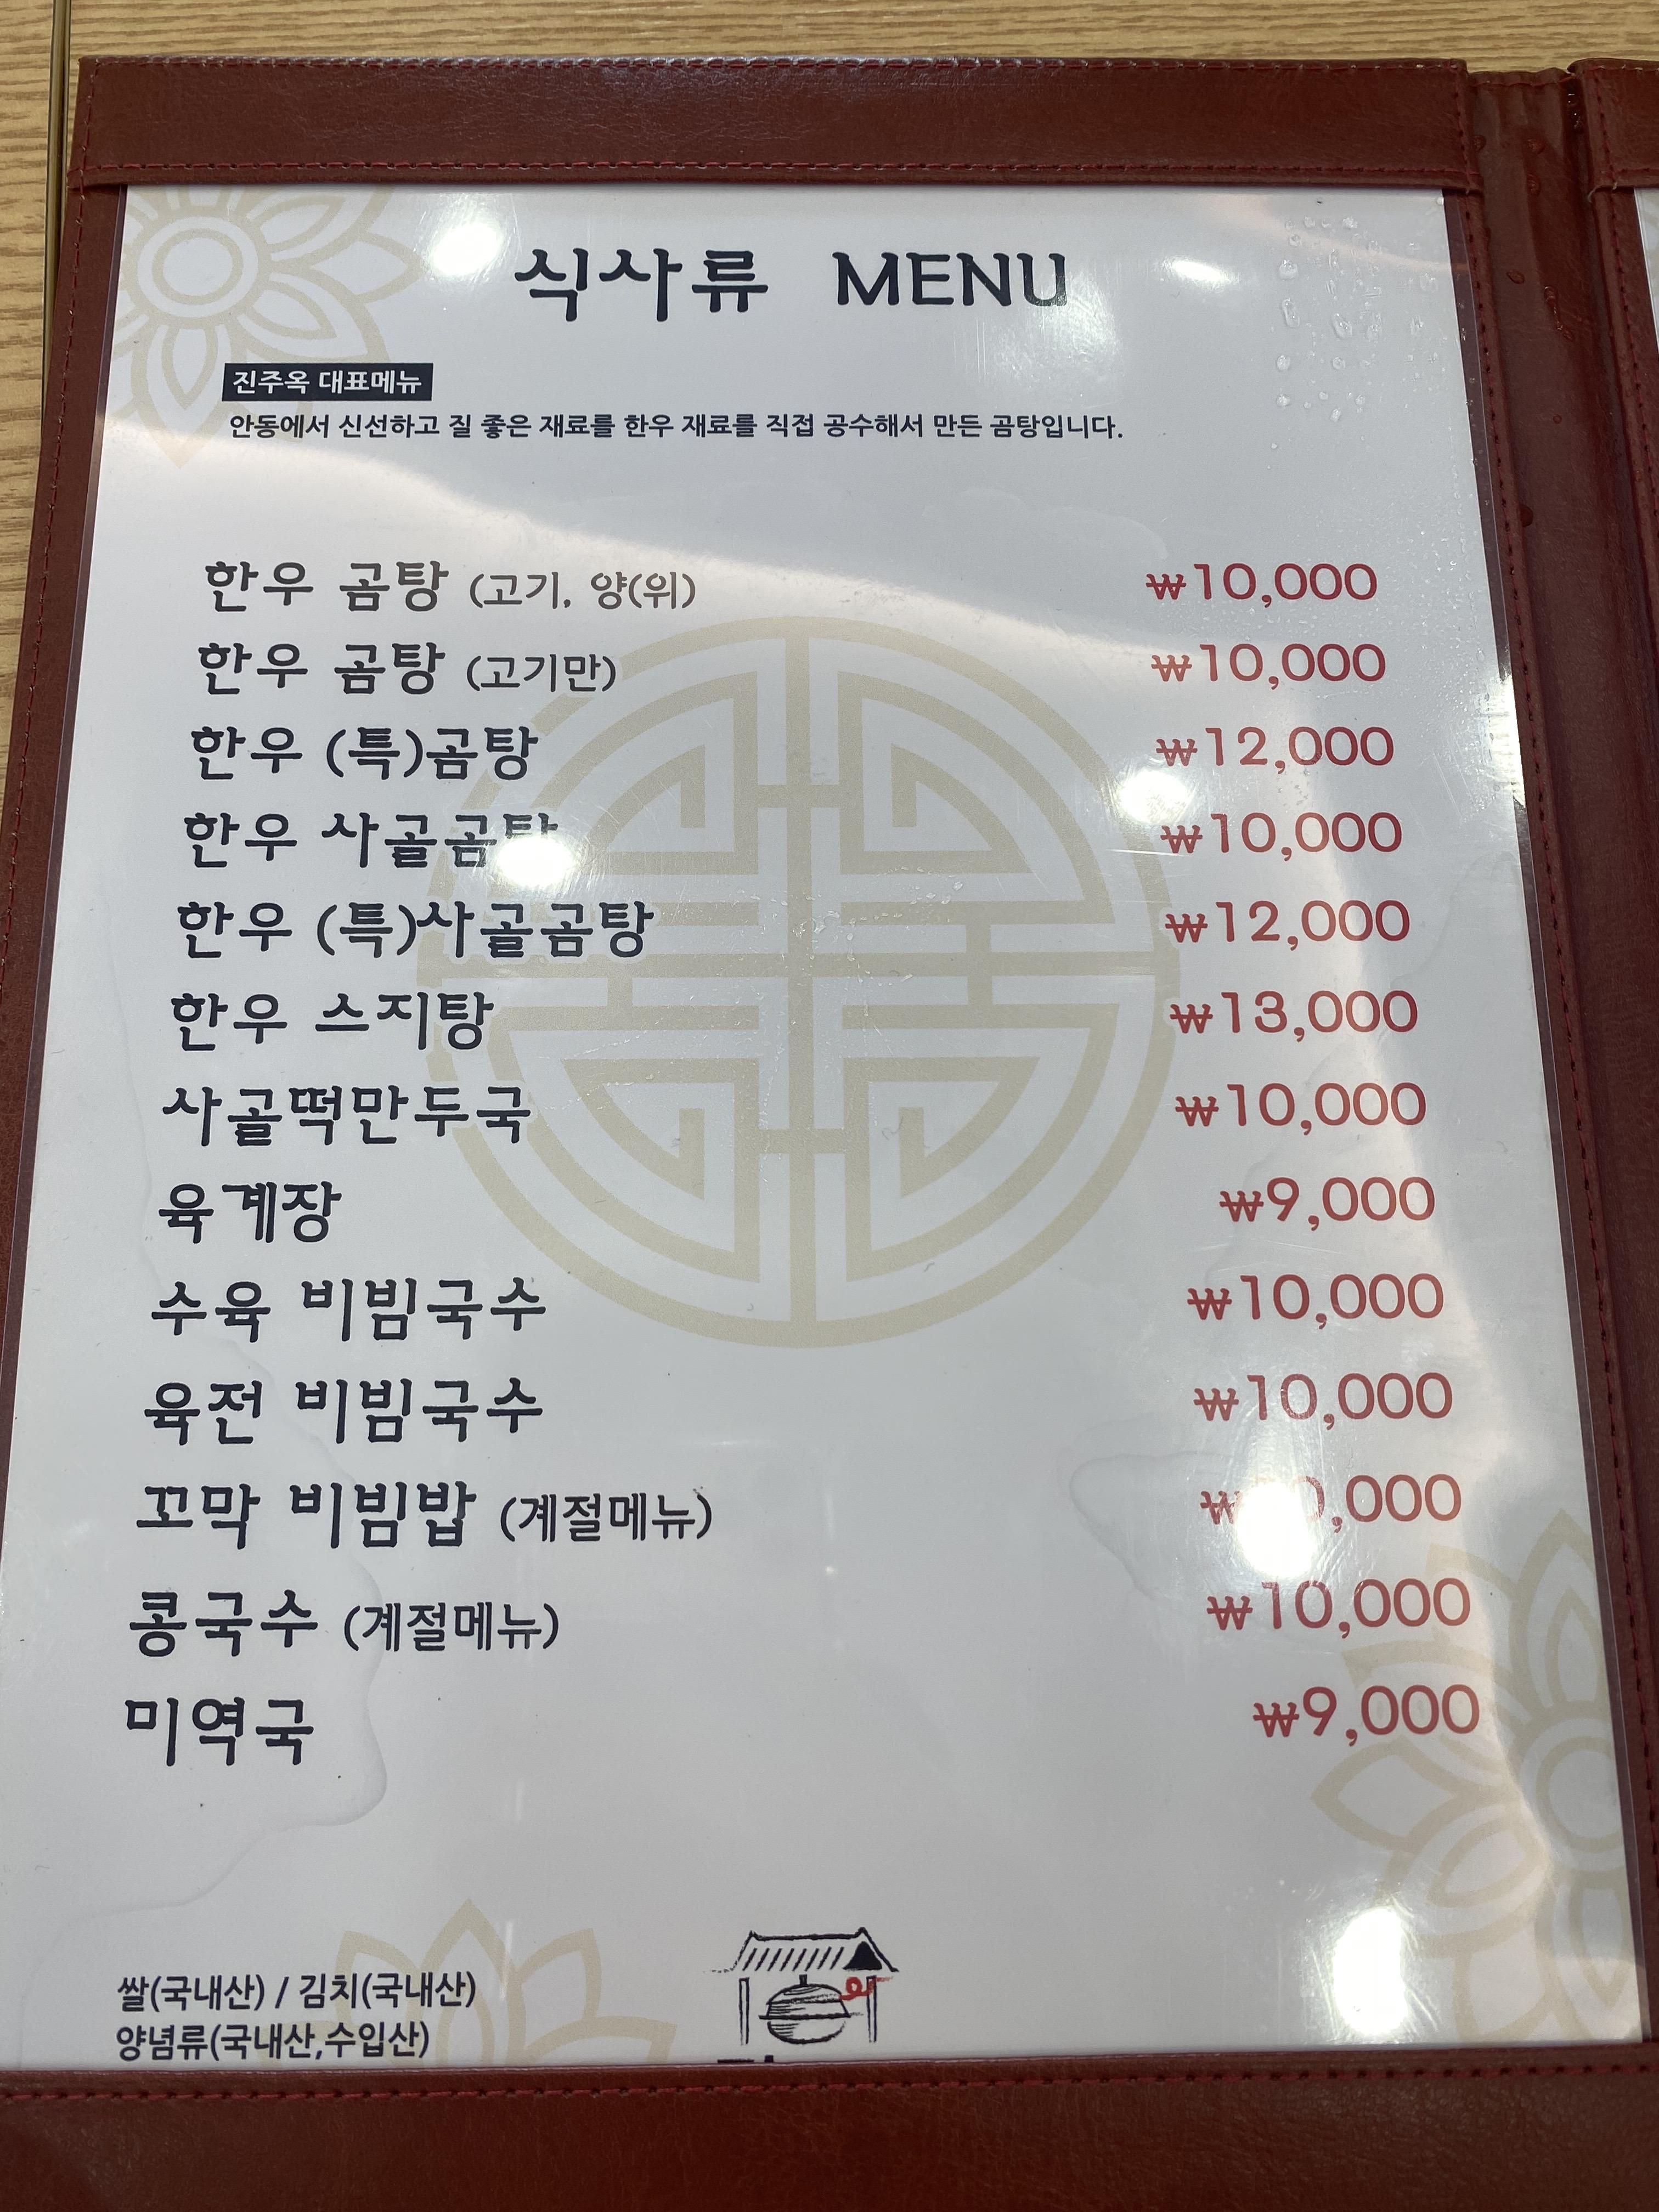 식사류 MENU
진주옥 대표메뉴
안동에서 신선하고 질 좋은 재료를 한우 재료를 직접 공수해서 만든 곰탕입니다.
한우 곰탕 (고기, 양(위) ₩10,000
한우 곰탕 (고기만) ₩10,000
한우 (특)곰탕 ₩12,000
한우 사골곰탕 ₩10,000
한우 (특)사골곰탕 ₩12,000
한우 스지탕 ₩13,000
사골떡만두국 ₩10,000
육계장 ₩9,000
수육 비빔국수 ₩10,000
육전 비빔국수 ₩10,000
꼬막 비빔밥 (계절메뉴)
콩국수 (계절메뉴) ₩10,000
미역국 ₩9,000
쌀(국내산) / 김치(국내산)
양념류(국내산,수입산)